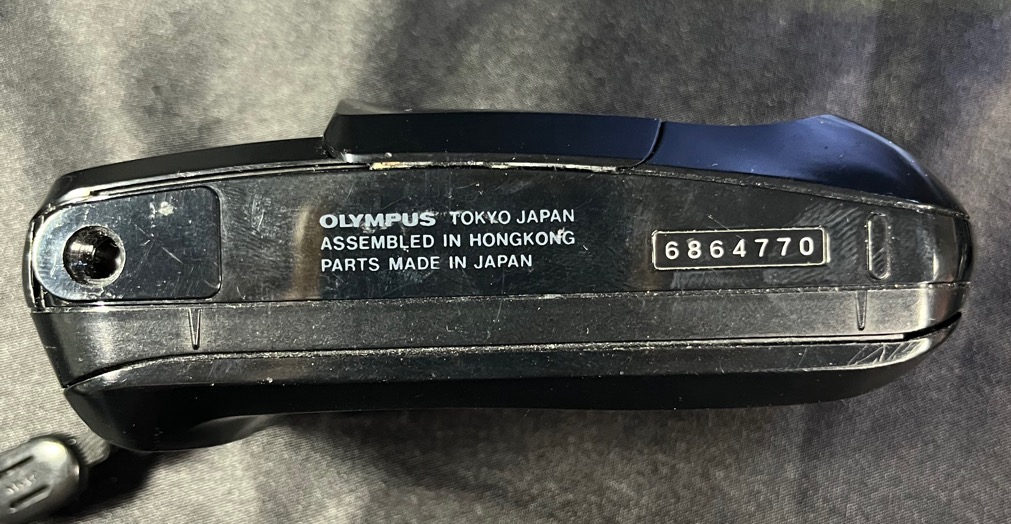 OLYMPUS TOKYO JAPAN
ASSEMBLED IN HONGKONG
PARTS MADE IN JAPAN
6864770